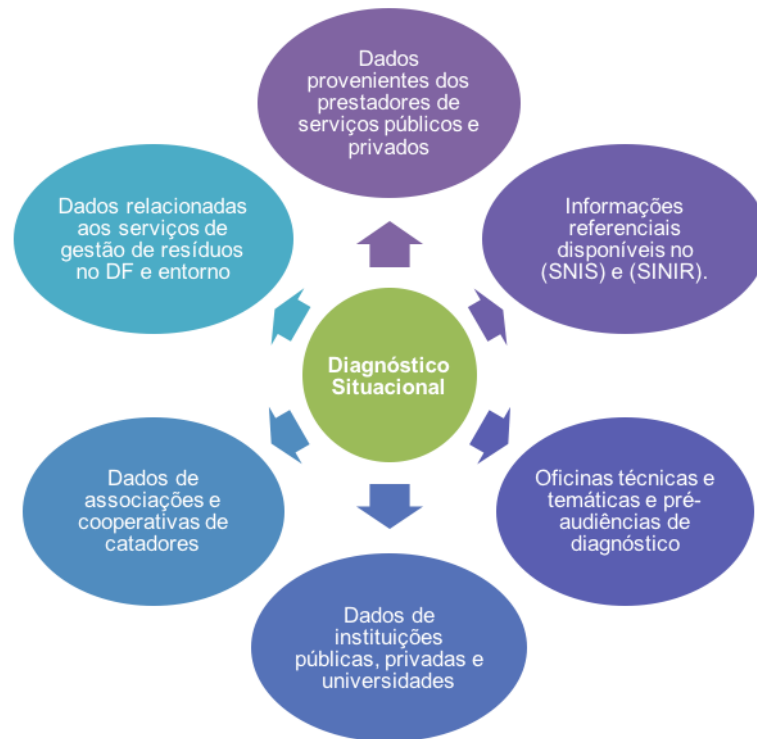 Dados
provenientes dos
prestadores de
serviços públicos e
privados
Informações
referenciais
disponíveis no
(SNIS) e (SINIR).
Oficinas técnicas e
temáticas e pré-
audiências de
diagnóstico
Dados de
instituições
públicas, privadas e
universidades
Dados de
associações e
cooperativas de
catadores
Dados relacionadas
aos serviços de
gestão de resíduos
no DF e entorno
Diagnóstico
Situacional